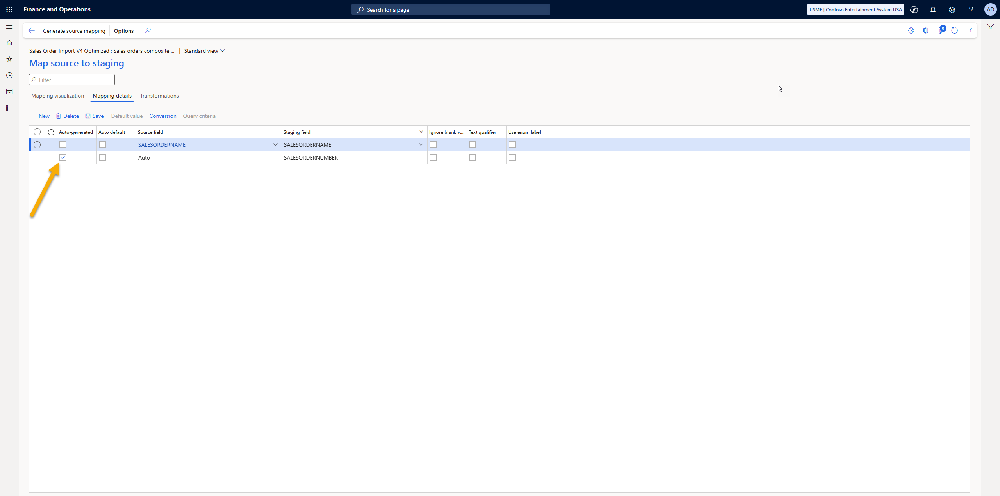 Finance and Operations
Search for a page
USMF | Contoso Entertainment System USA
?
AD
Generate source mapping
Options
0
Sales Order Import V4 Optimized : Sales orders composite ... | Standard view
Map source to staging
Filter
Mapping visualization
Mapping details
Transformations
New
Delete
Save
Default value
Conversion
Query criteria
Auto-generated Auto default Source field Staging field Ignore blank v... Text qualifier Use enum label
SALESORDERNAME SALESORDERNAME
Auto SALESORDERNUMBER